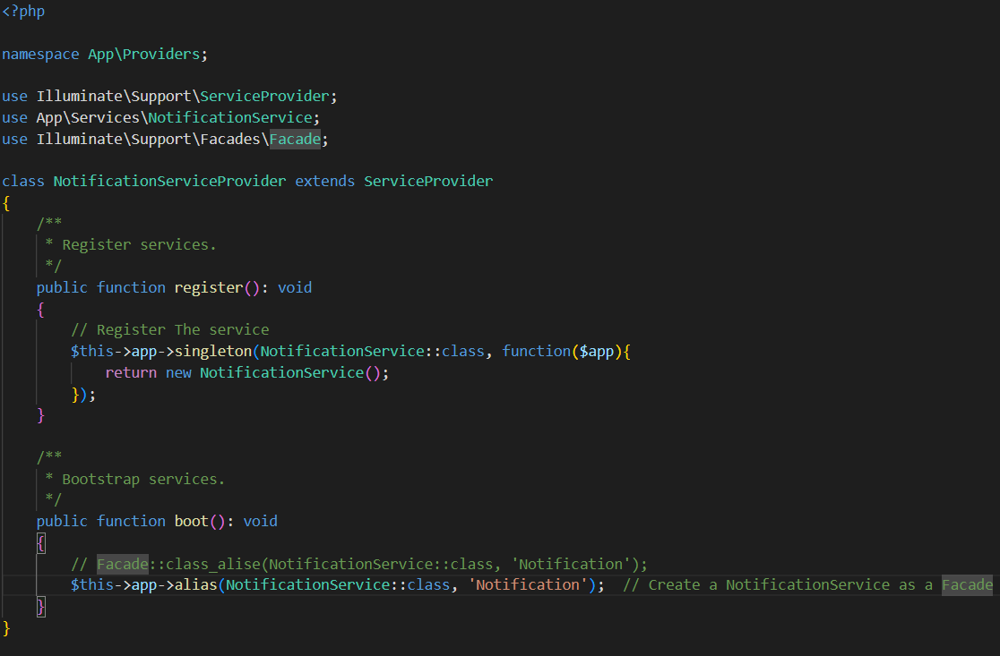 <?php
namespace App\Providers;
use Illuminate\Support\ServiceProvider;
use App\Services\NotificationService;
use Illuminate\Support\Facades\Facade;
class NotificationServiceProvider extends ServiceProvider
{
    /**
     * Register services.
     */
    public function register(): void
    {
        // Register The service
        $this->app->singleton(NotificationService::class, function($app){
            return new NotificationService();
        });
    }
    /**
     * Bootstrap services.
     */
    public function boot(): void
    {
        // Facade::class_alise(NotificationService::class, 'Notification');
        $this->app->alias(NotificationService::class, 'Notification');  // Create a NotificationService as a Facade
    }
}